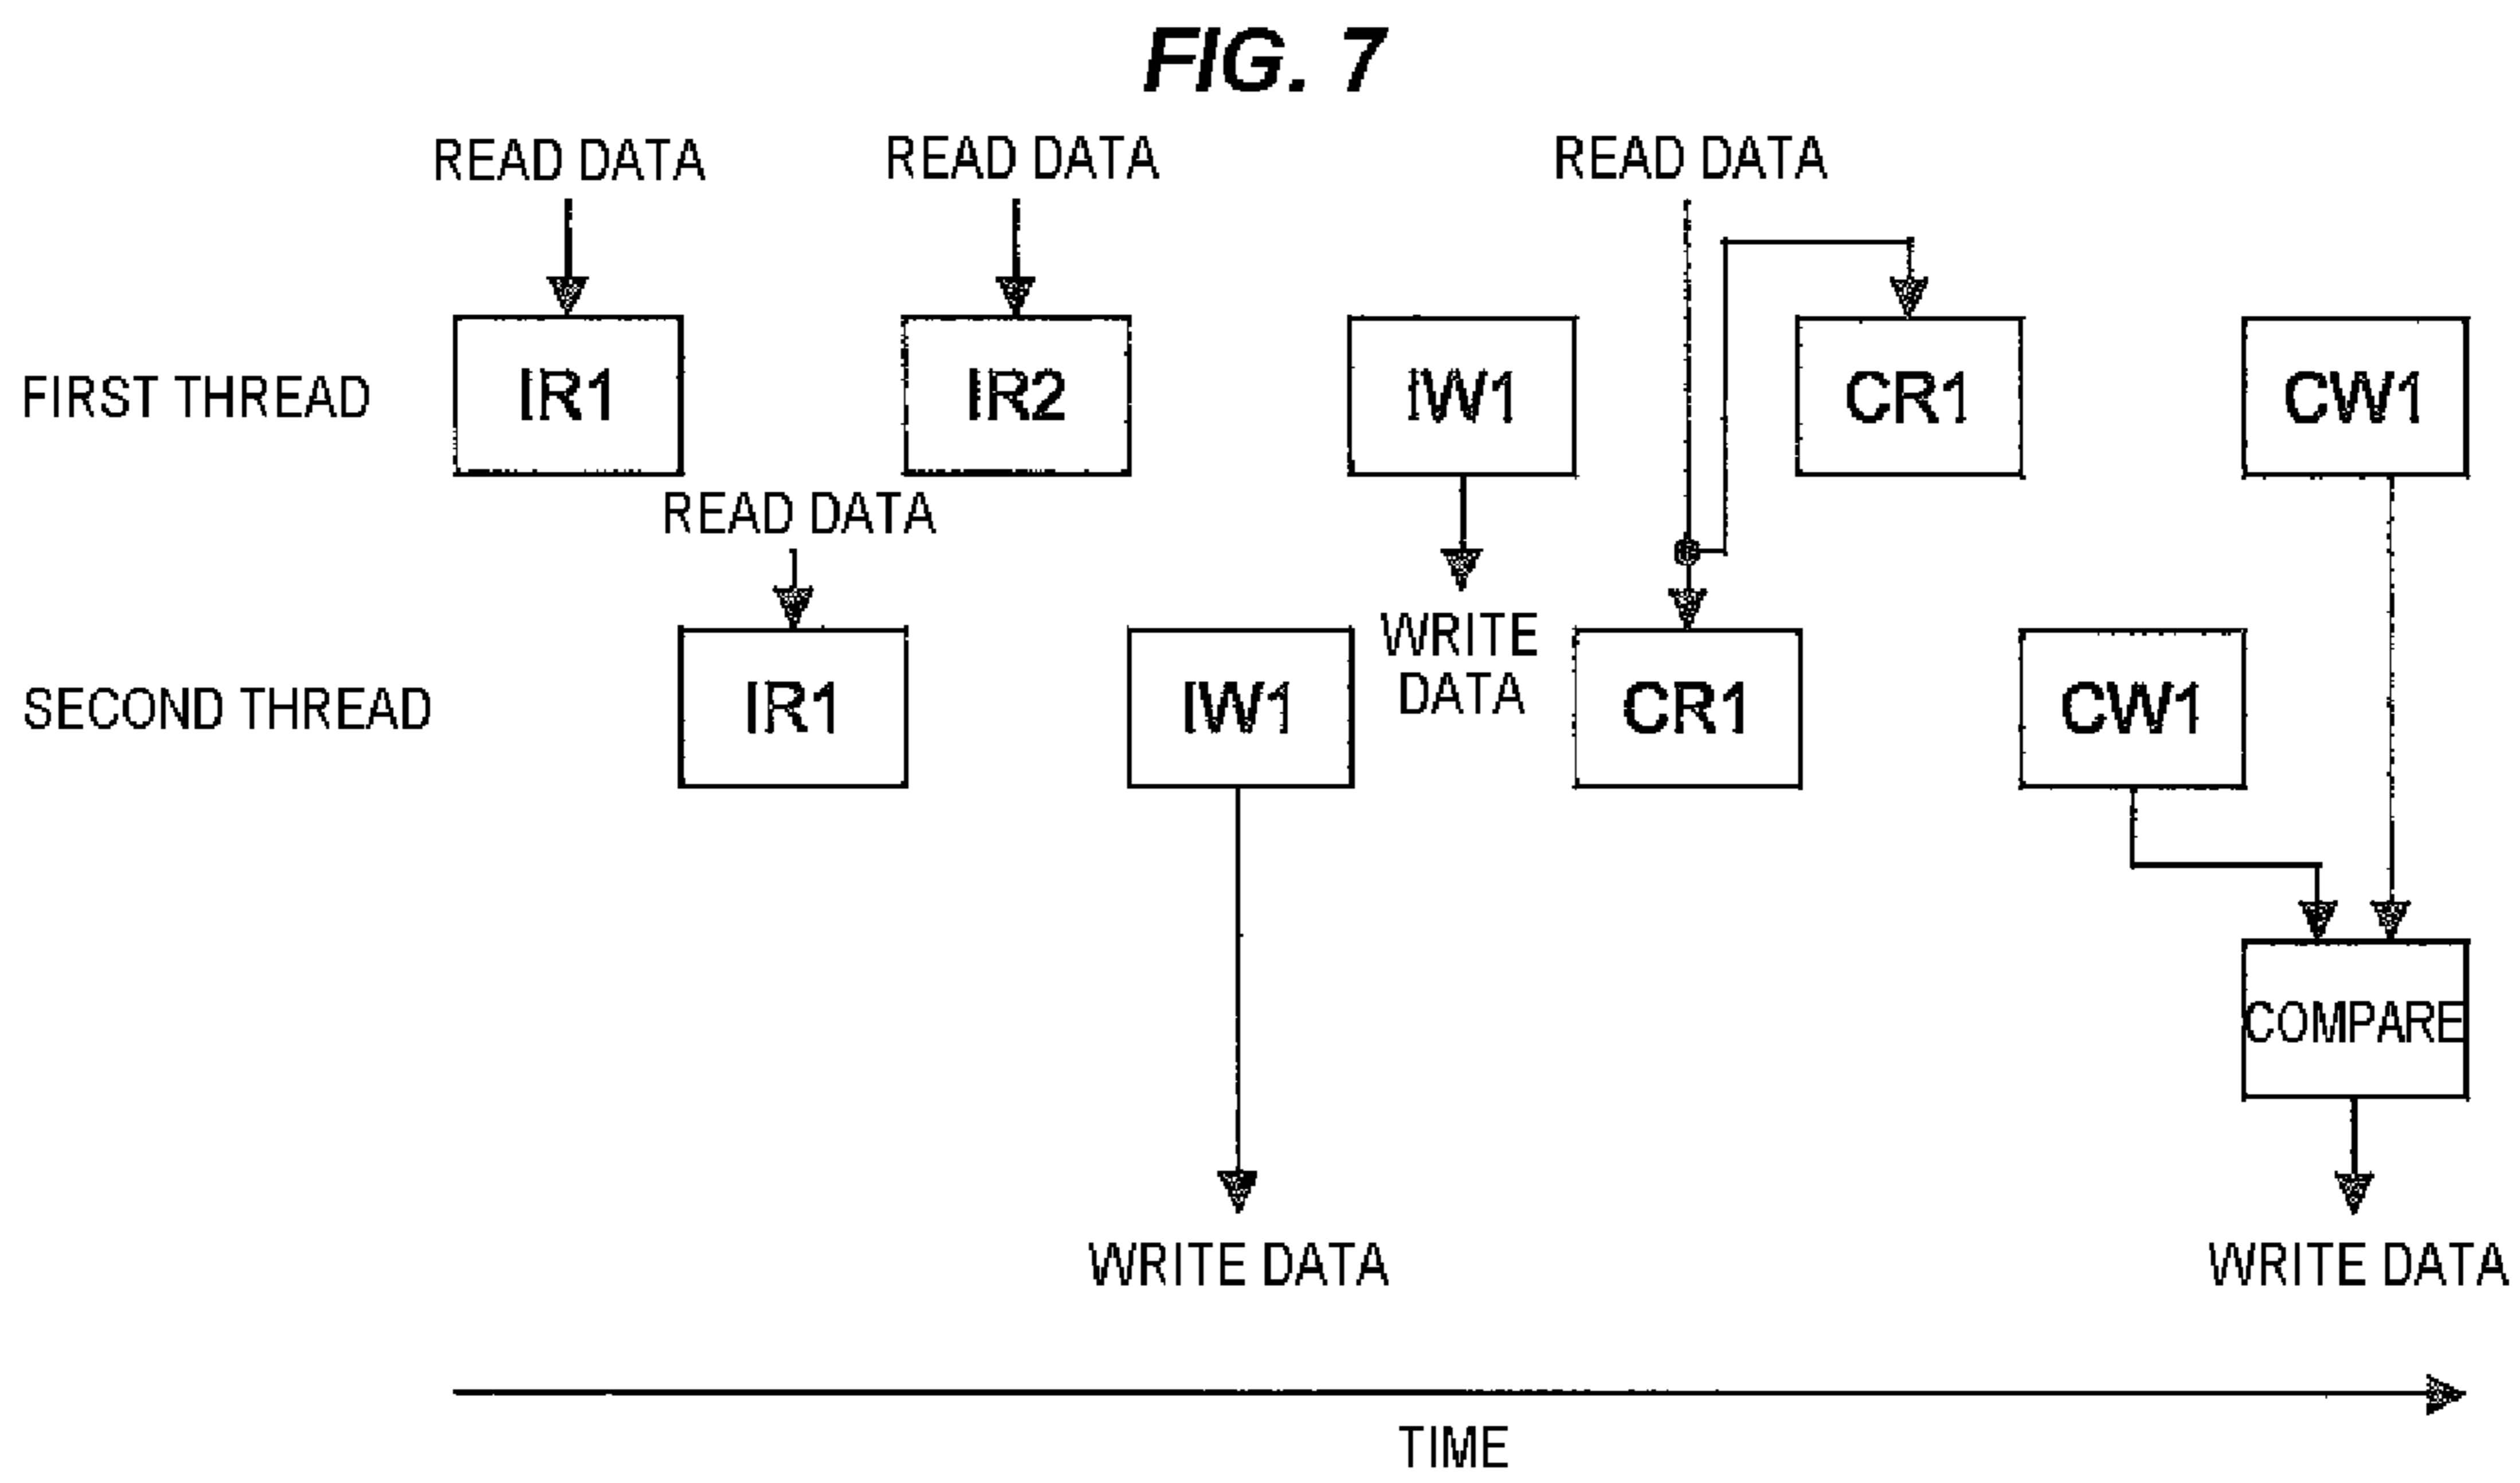 FIG. 7
READ DATA
READ DATA
READ DATA
FIRST THREAD
IR1
IR2
IW1
CR1
CW1
READ DATA
WRITE
DATA
SECOND THREAD
IR1
IW1
CR1
CW1
COMPARE
WRITE DATA
WRITE DATA
TIME